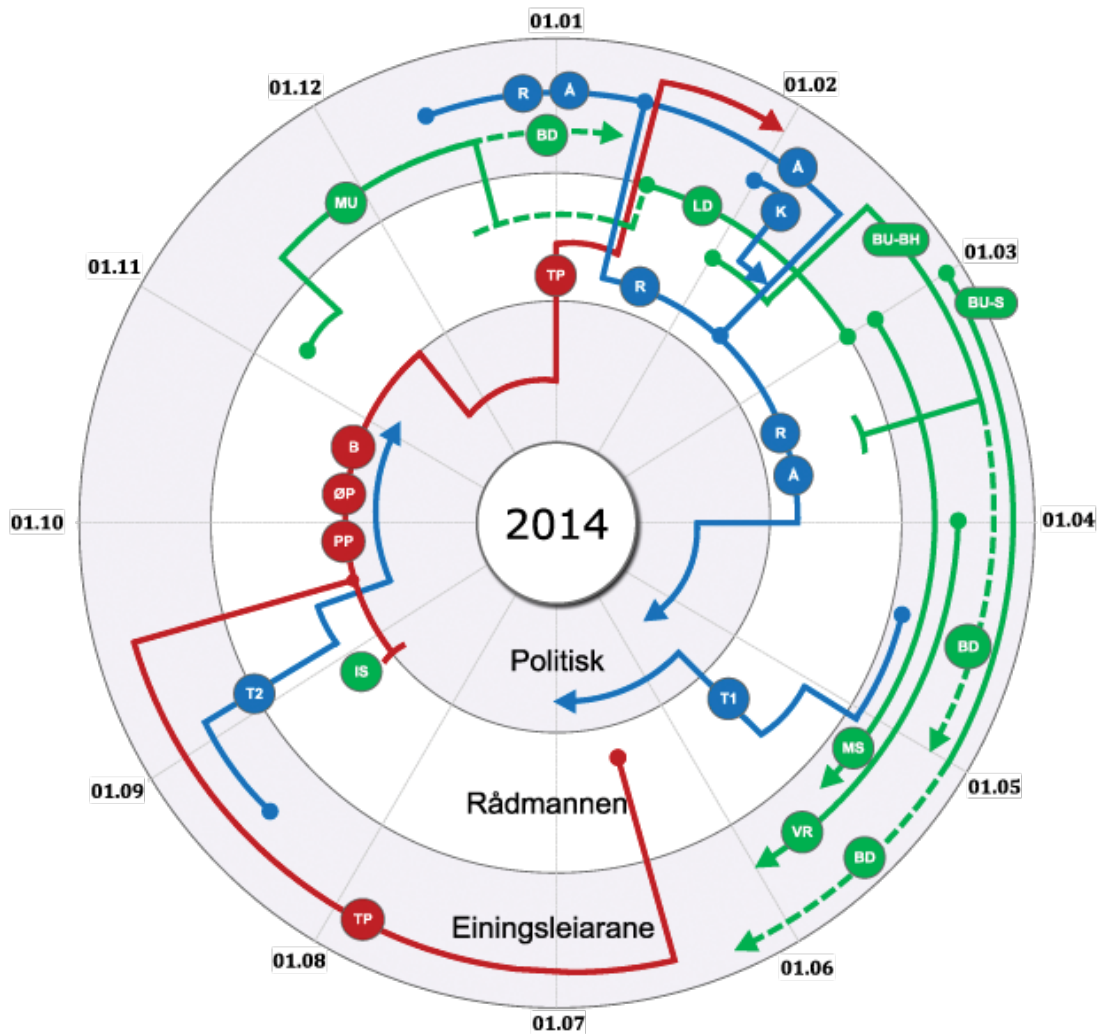 01.01
01.12
01.02
R
Å
BD
Å
MU
LD
K
BU-BH
01.11
01.03
TP
R
BU-S
R
B
Å
ØP
01.10
2014
01.04
PP
Politisk
BD
IS
T2
T1
MS
01.09
01.05
Rådmannen
VR
BD
TP
Einingsleiarane
01.08
01.06
01.07